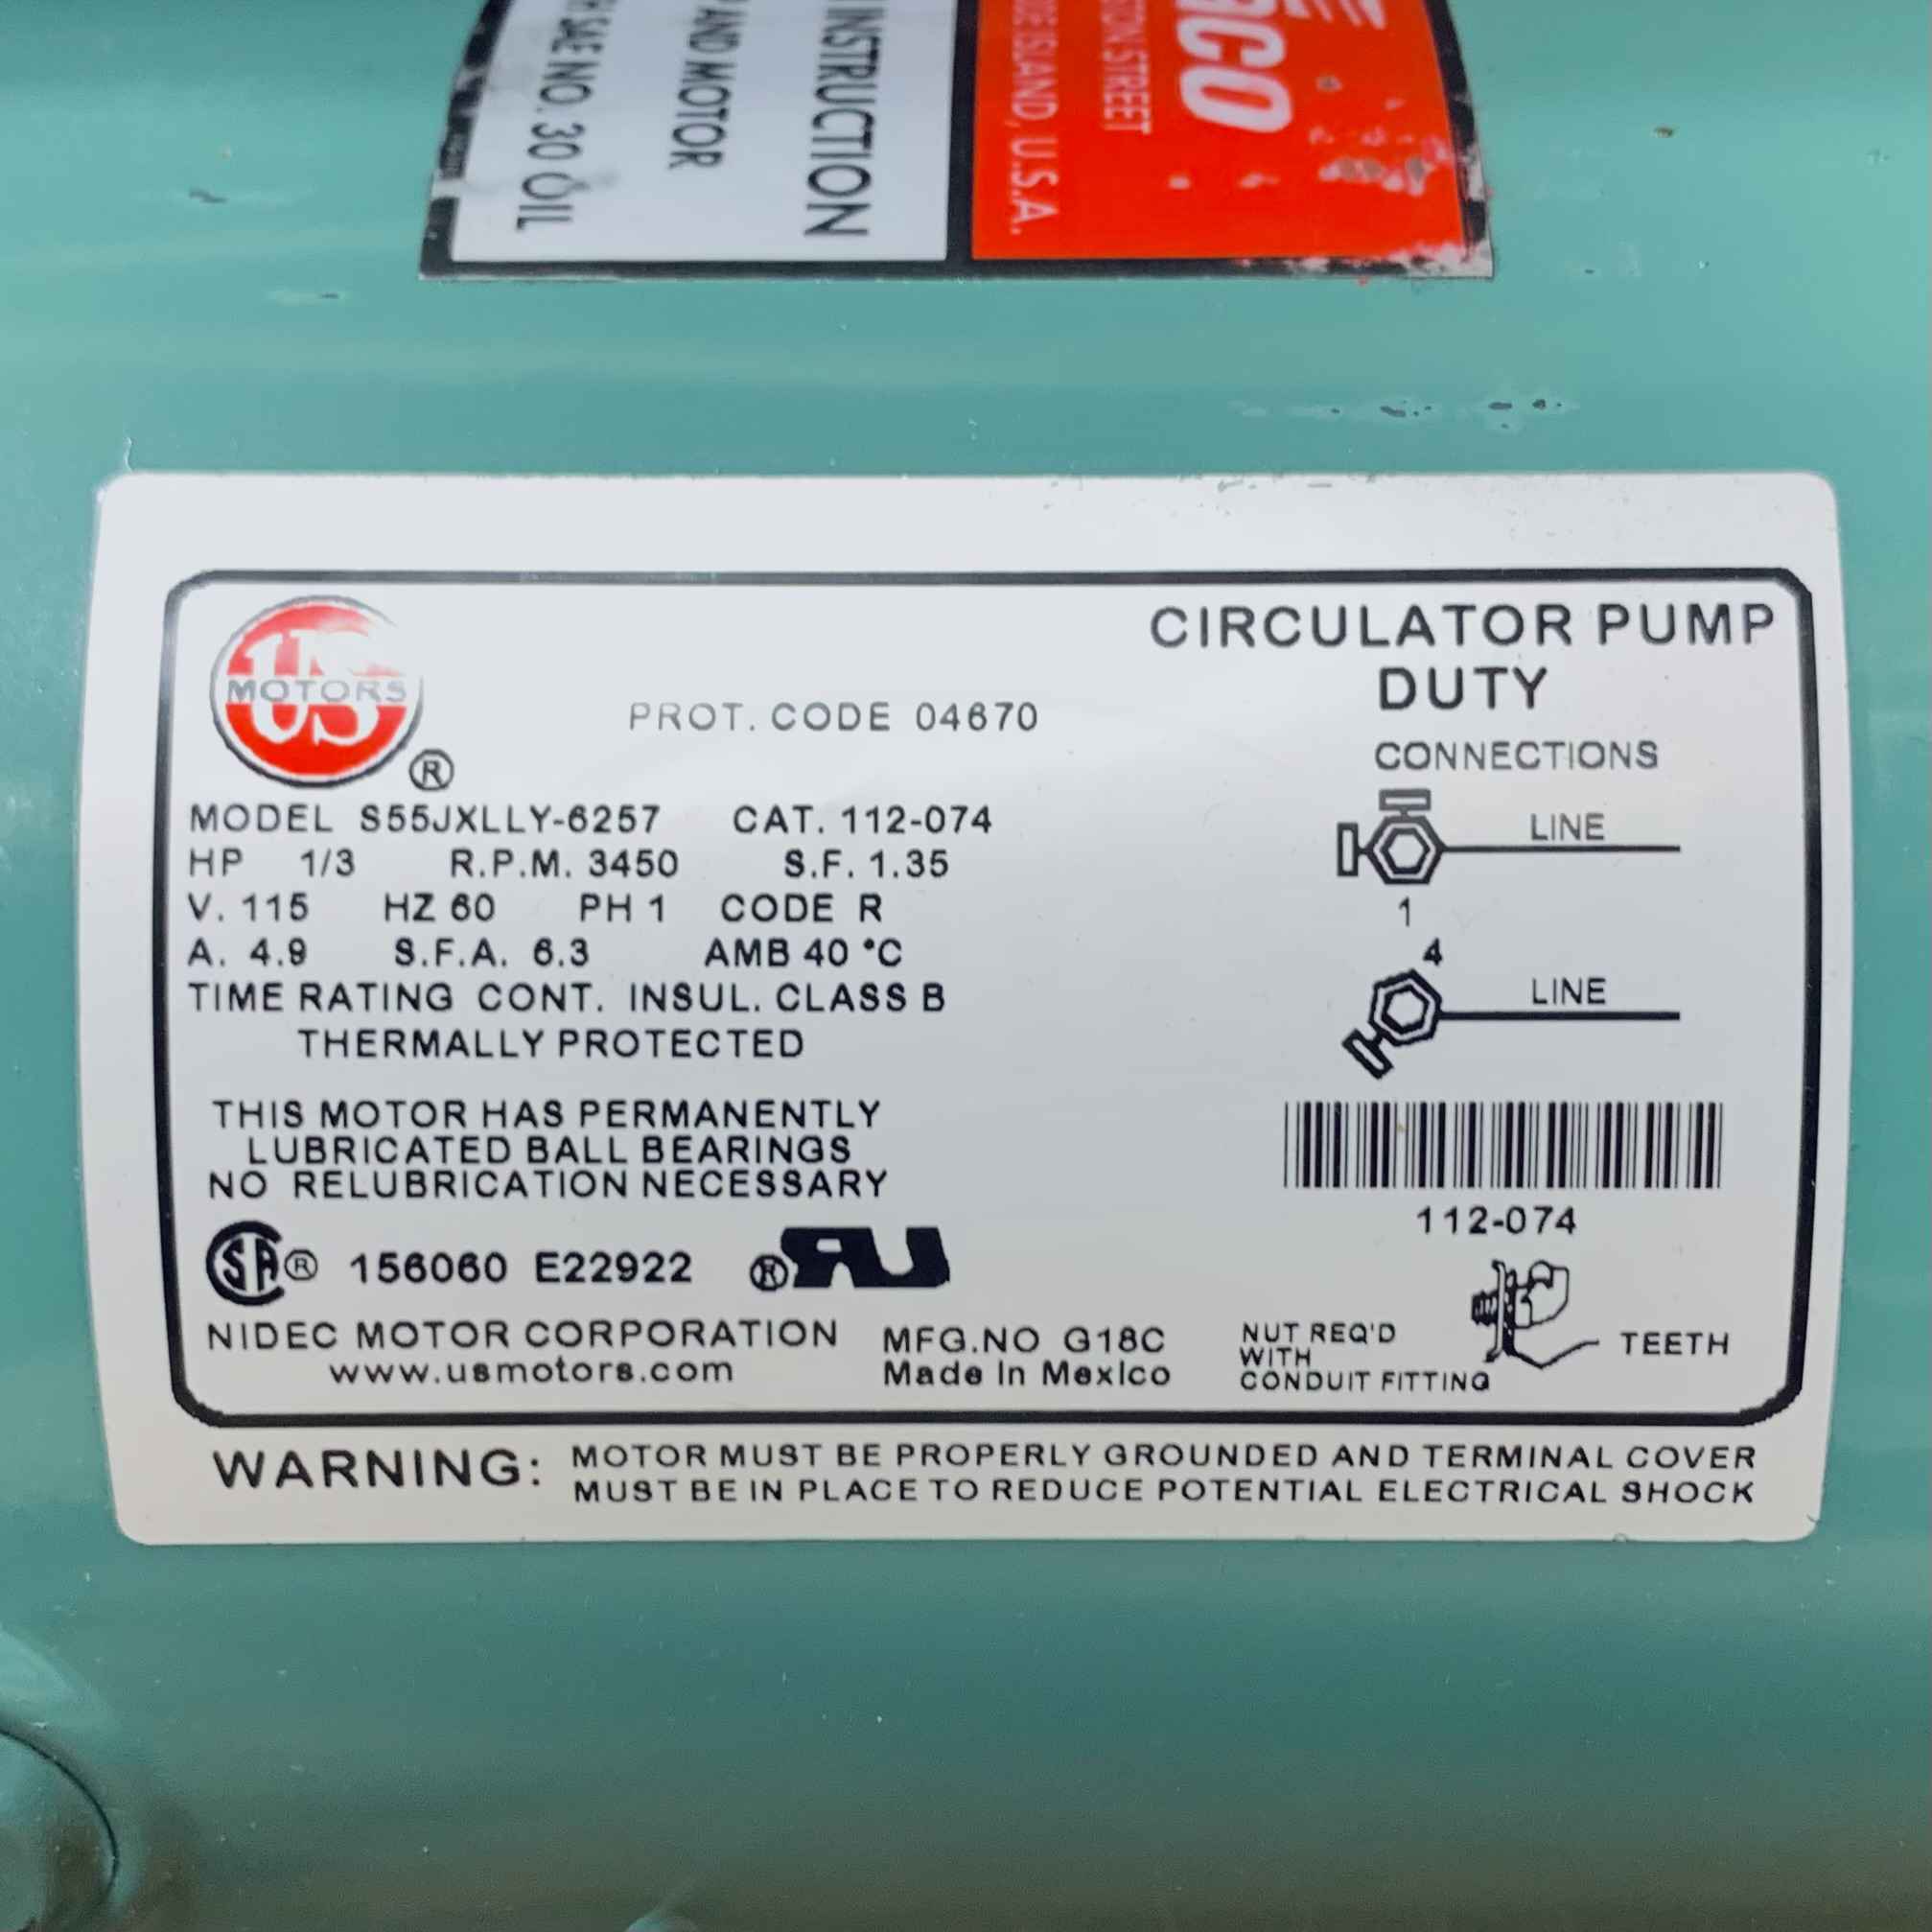 INSTRUCTION
AND MOTOR
SAE NO. 30 OIL
STREET
ISLAND, U.S.A.
US
MOTORS
®
PROT. CODE 04670
CIRCULATOR PUMP
DUTY
CONNECTIONS
LINE
1
4
LINE
MODEL S55JXLLY-6257 CAT. 112-074
HP 1/3 R.P.M. 3450 S.F. 1.35
V. 115 HZ 60 PH 1 CODE R
A. 4.9 S.F.A. 6.3 AMB 40 °C
TIME RATING CONT. INSUL. CLASS B
THERMALLY PROTECTED
THIS MOTOR HAS PERMANENTLY
LUBRICATED BALL BEARINGS
NO RELUBRICATION NECESSARY
112-074
SA ® 156060 E22922 ® RU
NIDEC MOTOR CORPORATION
www.usmotors.com
MFG.NO G18C
Made In Mexico
NUT REQ'D
WITH
CONDUIT FITTING
TEETH
WARNING: MOTOR MUST BE PROPERLY GROUNDED AND TERMINAL COVER
MUST BE IN PLACE TO REDUCE POTENTIAL ELECTRICAL SHOCK